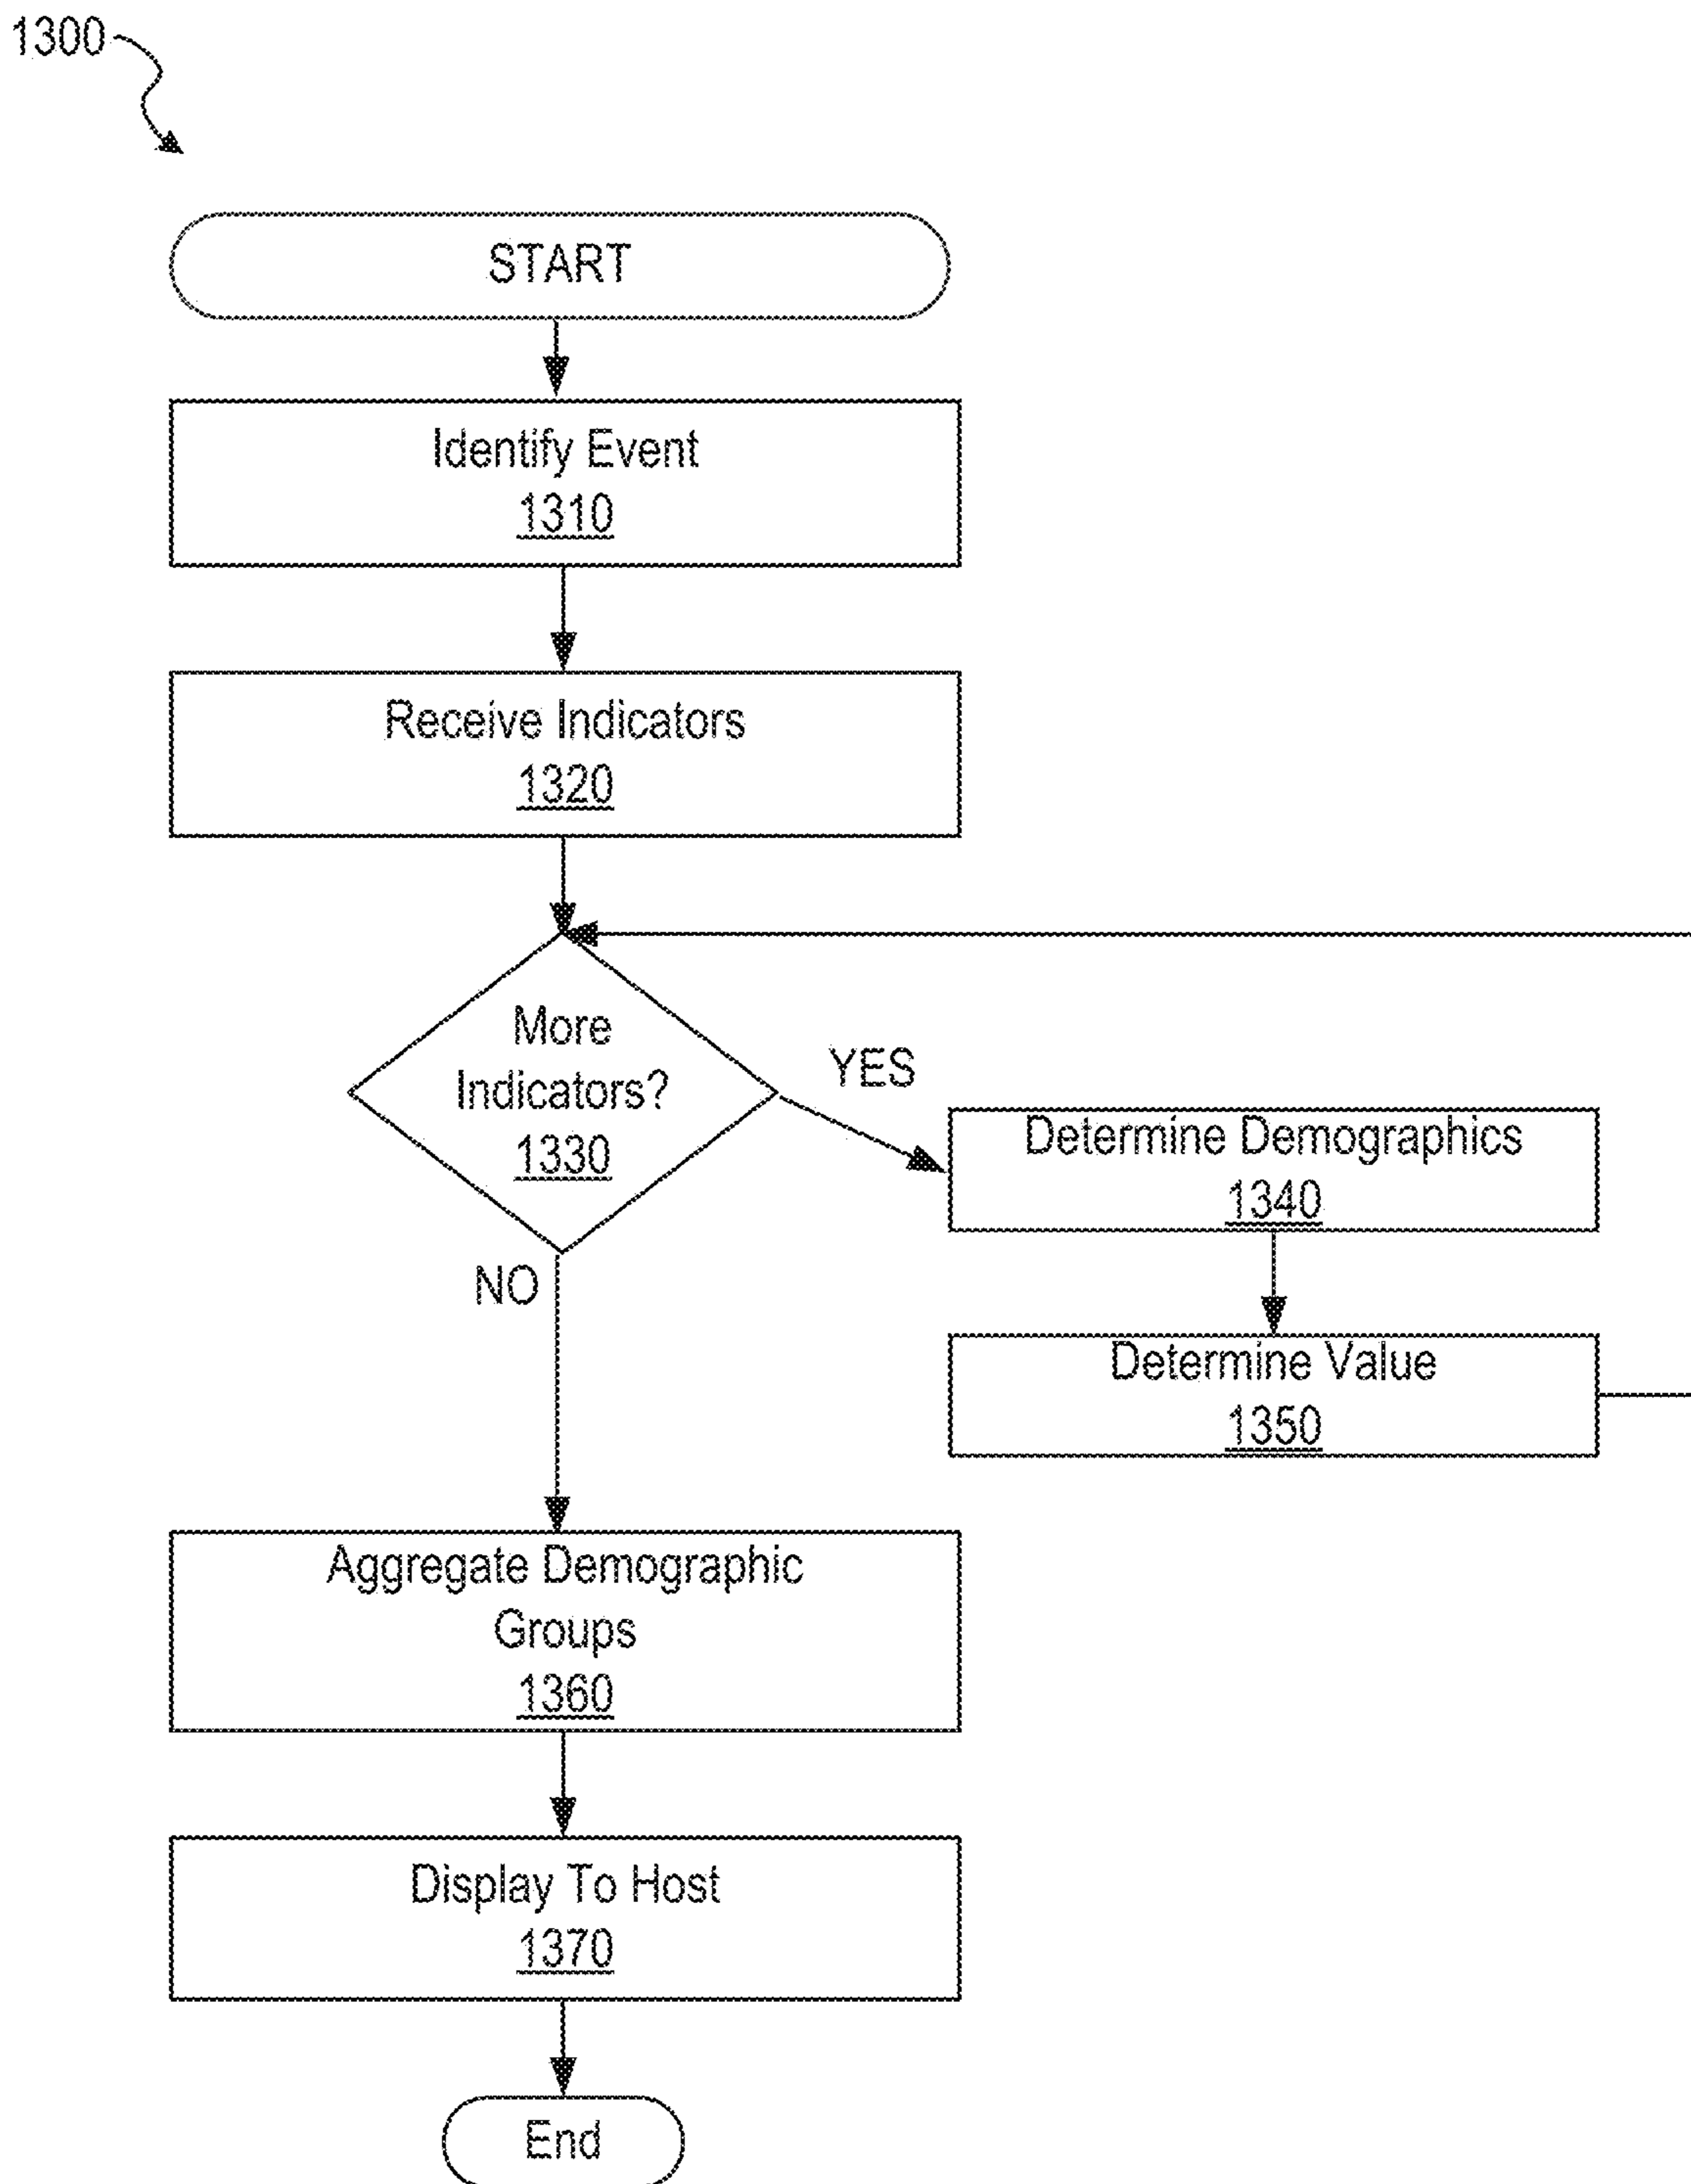 1300
START
Identify Event
1310
Receive Indicators
1320
More
Indicators?
1330
YES
Determine Demographics
1340
NO
Determine Value
1350
Aggregate Demographic
Groups
1360
Display To Host
1370
End